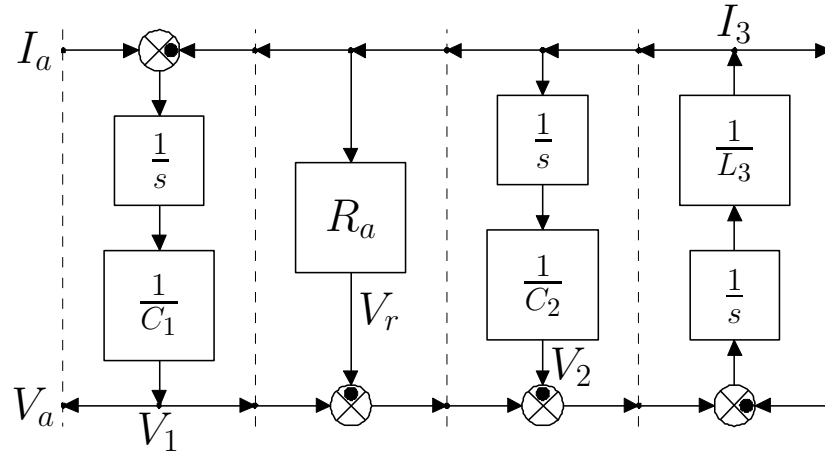 I_3
I_a
1/s
1/s
1/L_3
R_a
1/C_1
1/C_2
1/s
V_r
V_2
V_a
V_1